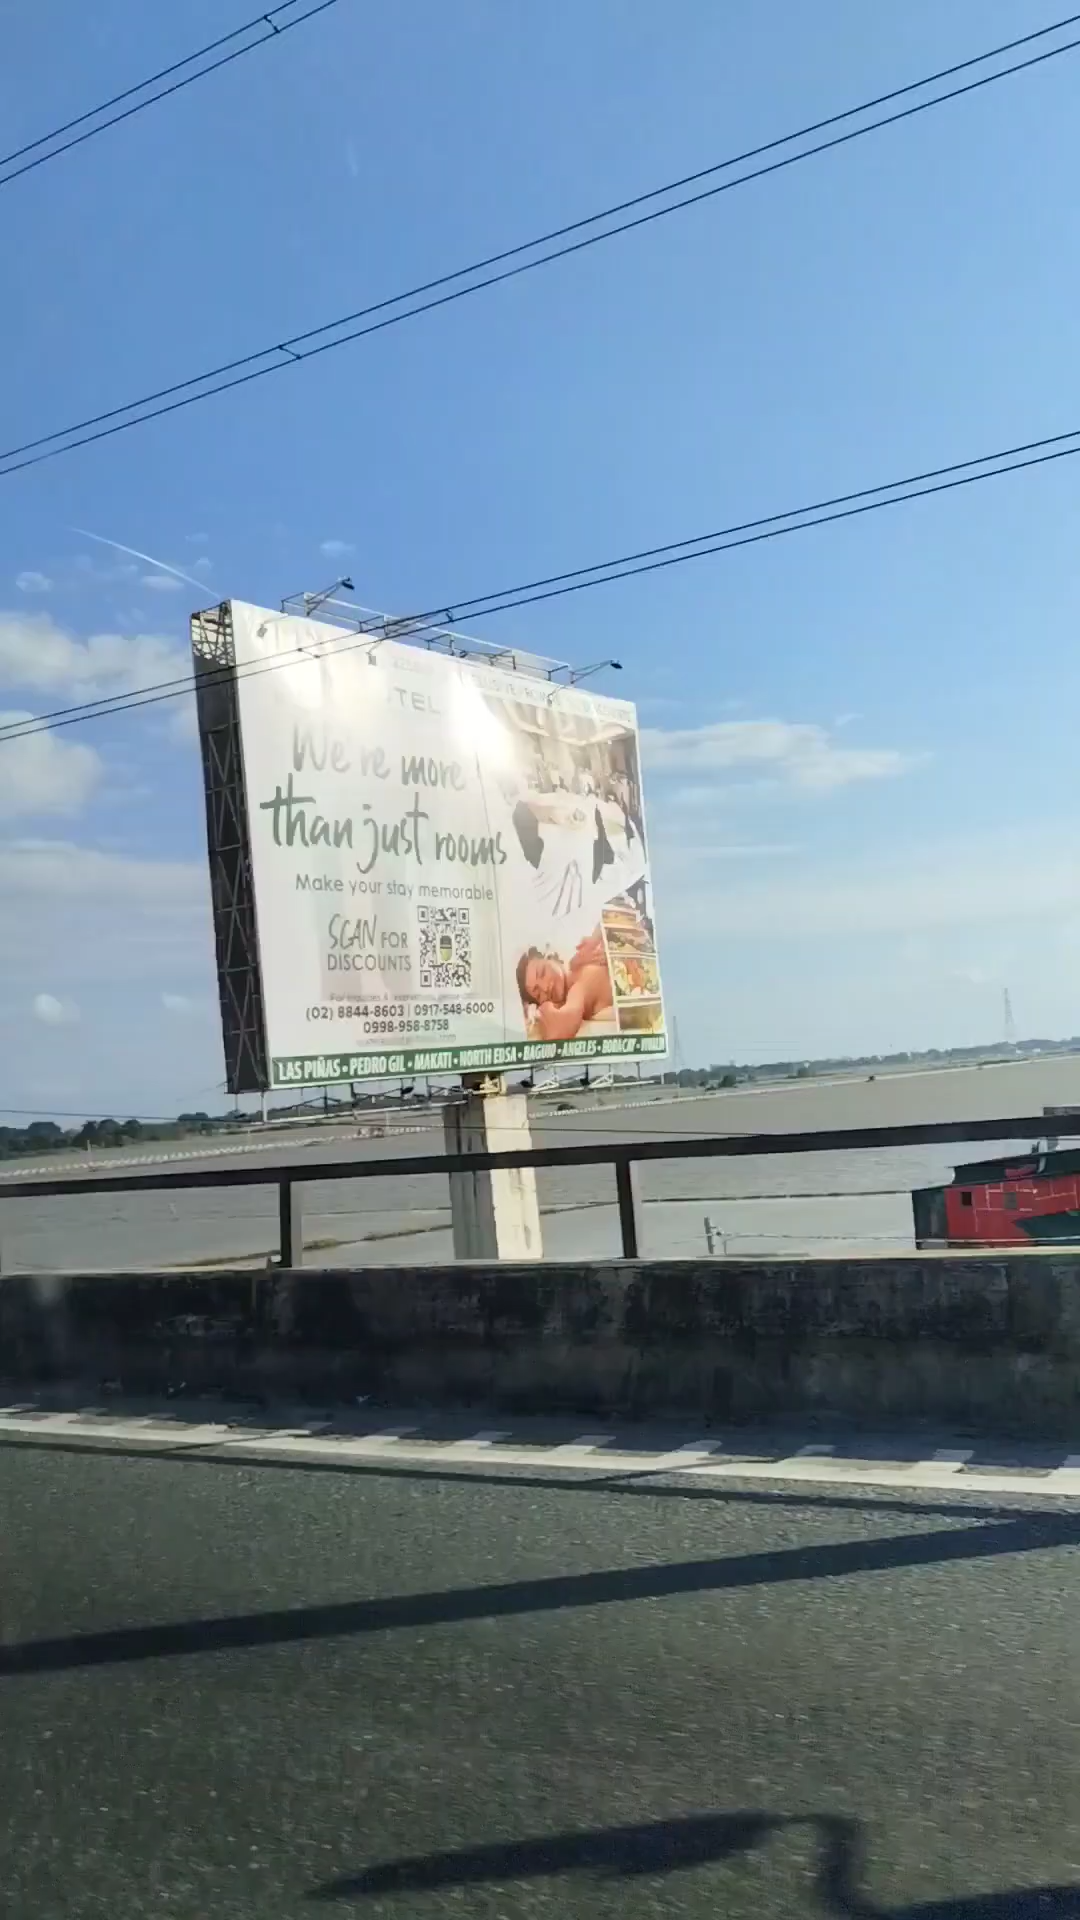 We're more
than just rooms
Make your stay memorable
SCAN FOR
DISCOUNTS
(02) 8844-8603 | 0917-548-6000
0998-958-8758
LAS PIÑAS • PEDRO GIL • MAKATI • NORTH EDSA • BAGUIO • ANGELES • BORACAY •